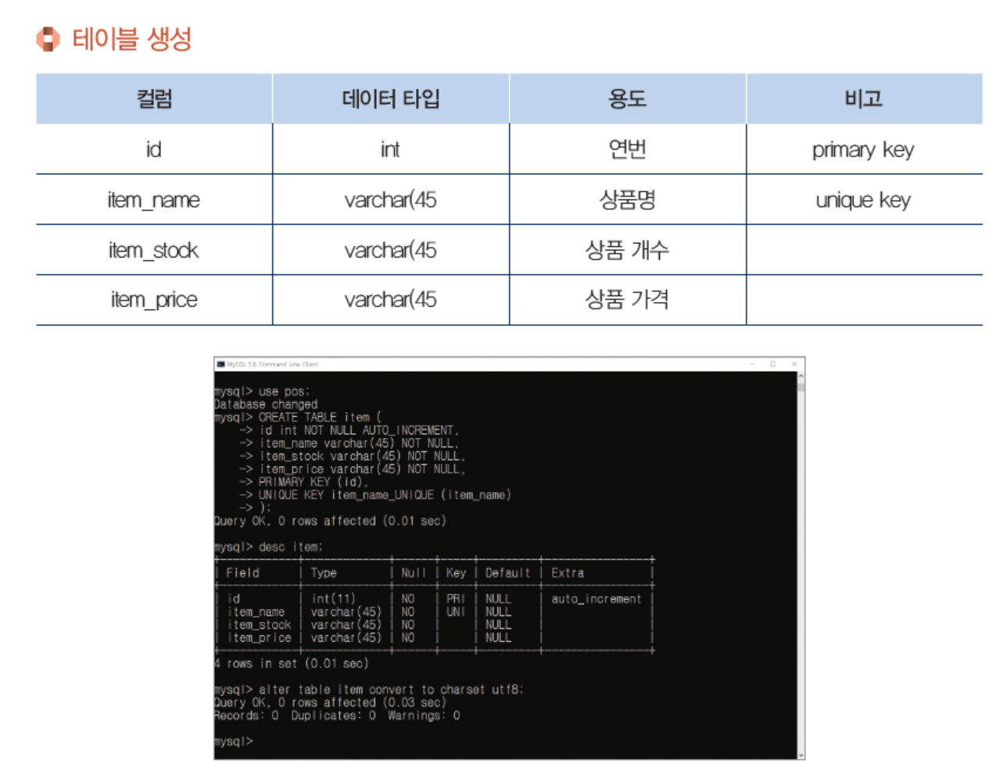 테이블 생성
컬럼 데이터 타입 용도 비고
id int 연번 primary key
item_name varchar(45 상품명 unique key
item_stock varchar(45 상품 개수
item_price varchar(45 상품 가격
MySQL 5.8 Command Line Client
mysql> use pos;
Database changed
mysql> CREATE TABLE item (
-> id int NOT NULL AUTO_INCREMENT,
-> item_name varchar(45) NOT NULL,
-> item_stock varchar(45) NOT NULL,
-> item_price varchar(45) NOT NULL,
-> PRIMARY KEY (id),
-> UNIQUE KEY item_name_UNIQUE (item_name)
-> );
Query OK, 0 rows affected (0.01 sec)
mysql> desc item;
| Field | Type | Null | Key | Default | Extra |
| id | int(11) | NO | PRI | NULL | auto_increment |
| item_name | varchar(45) | NO | UNI | NULL | |
| item_stock | varchar(45) | NO | | NULL | |
| item_price | varchar(45) | NO | | NULL | |
4 rows in set (0.01 sec)
mysql> alter table item convert to charset utf8;
Query OK, 0 rows affected (0.03 sec)
Records: 0 Duplicates: 0 Warnings: 0
mysql>